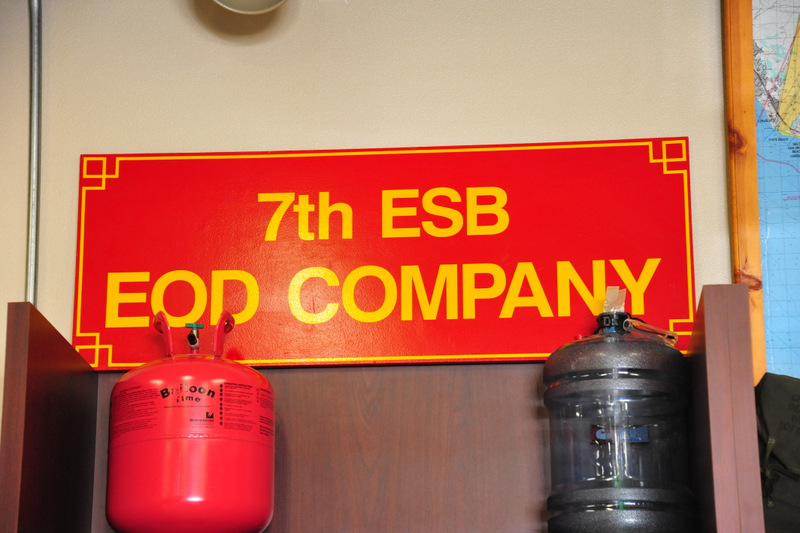 7th ESB
EOD COMPANY
Balloon
Time